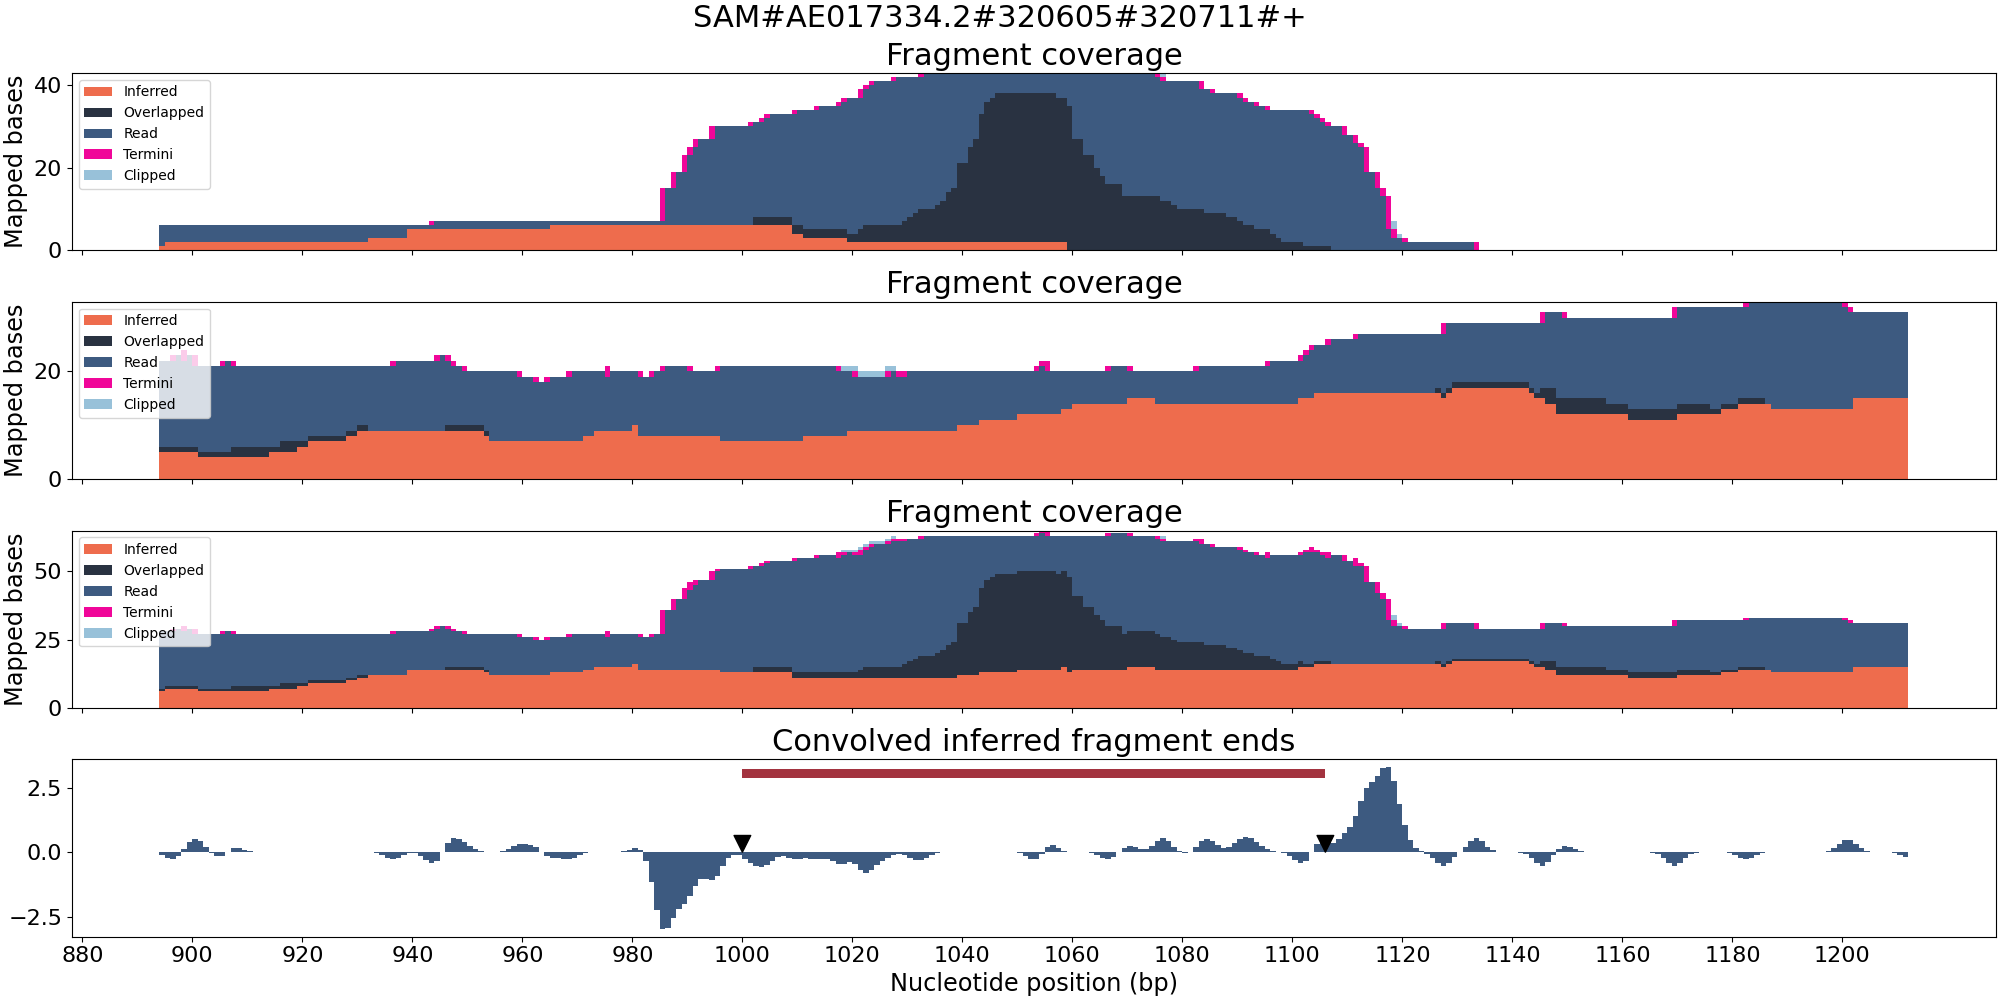 SAM#AE017334.2#320605#320711#+
Fragment coverage
Mapped bases
40
20
0
Inferred
Overlapped
Read
Termini
Clipped
Fragment coverage
Mapped bases
20
0
Inferred
Overlapped
Read
Termini
Clipped
Fragment coverage
Mapped bases
50
25
0
Inferred
Overlapped
Read
Termini
Clipped
Convolved inferred fragment ends
2.5
0.0
−2.5
880 900 920 940 960 980 1000 1020 1040 1060 1080 1100 1120 1140 1160 1180 1200
Nucleotide position (bp)